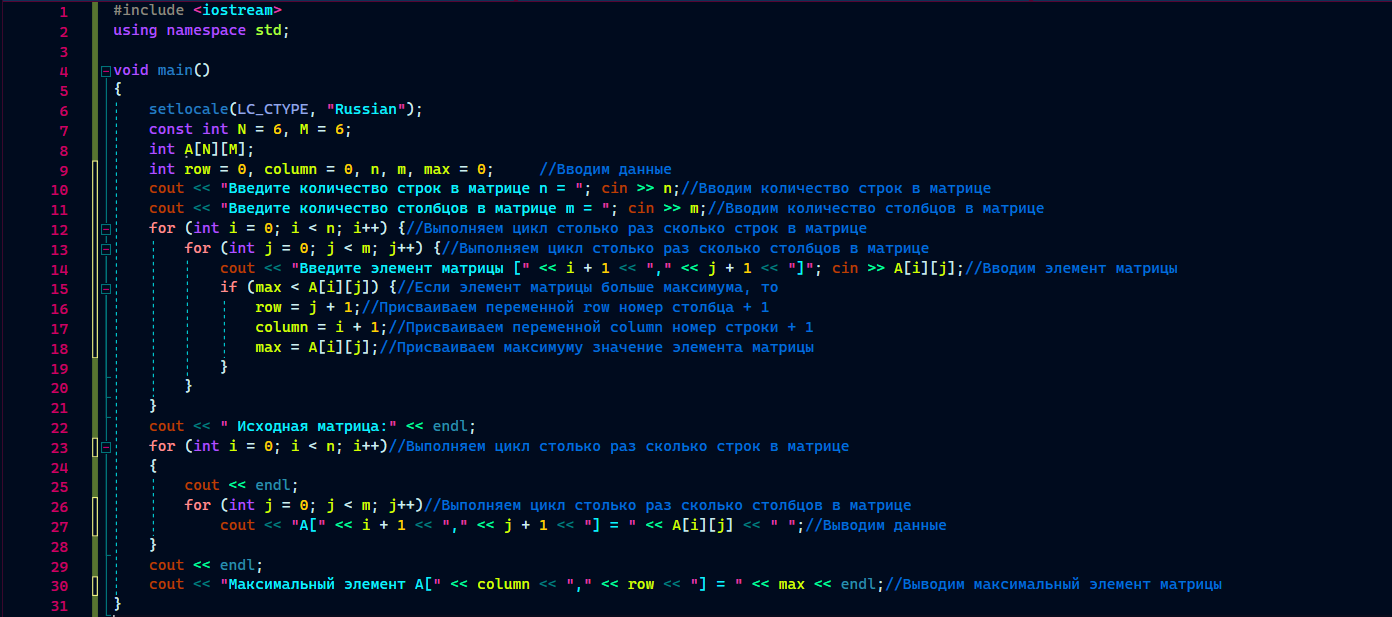 1 #include <iostream>
2 using namespace std;
3
4 void main()
5 {
6 setlocale(LC_CTYPE, "Russian");
7 const int N = 6, M = 6;
8 int A[N][M];
9 int row = 0, column = 0, n, m, max = 0; //Вводим данные
10 cout << "Введите количество строк в матрице n = "; cin >> n;//Вводим количество строк в матрице
11 cout << "Введите количество столбцов в матрице m = "; cin >> m;//Вводим количество столбцов в матрице
12 for (int i = 0; i < n; i++) {//Выполняем цикл столько раз сколько строк в матрице
13 for (int j = 0; j < m; j++) {//Выполняем цикл столько раз сколько столбцов в матрице
14 cout << "Введите элемент матрицы [" << i + 1 << "," << j + 1 << "]"; cin >> A[i][j];//Вводим элемент матрицы
15 if (max < A[i][j]) {//Если элемент матрицы больше максимума, то
16 row = j + 1;//Присваиваем переменной row номер столбца + 1
17 column = i + 1;//Присваиваем переменной column номер строки + 1
18 max = A[i][j];//Присваиваем максимуму значение элемента матрицы
19 }
20 }
21 }
22 cout << " Исходная матрица:" << endl;
23 for (int i = 0; i < n; i++)//Выполняем цикл столько раз сколько строк в матрице
24 {
25 cout << endl;
26 for (int j = 0; j < m; j++)//Выполняем цикл столько раз сколько столбцов в матрице
27 cout << "A[" << i + 1 << "," << j + 1 << "] = " << A[i][j] << " ";//Выводим данные
28 }
29 cout << endl;
30 cout << "Максимальный элемент A[" << column << "," << row << "] = " << max << endl;//Выводим максимальный элемент матрицы
31 }